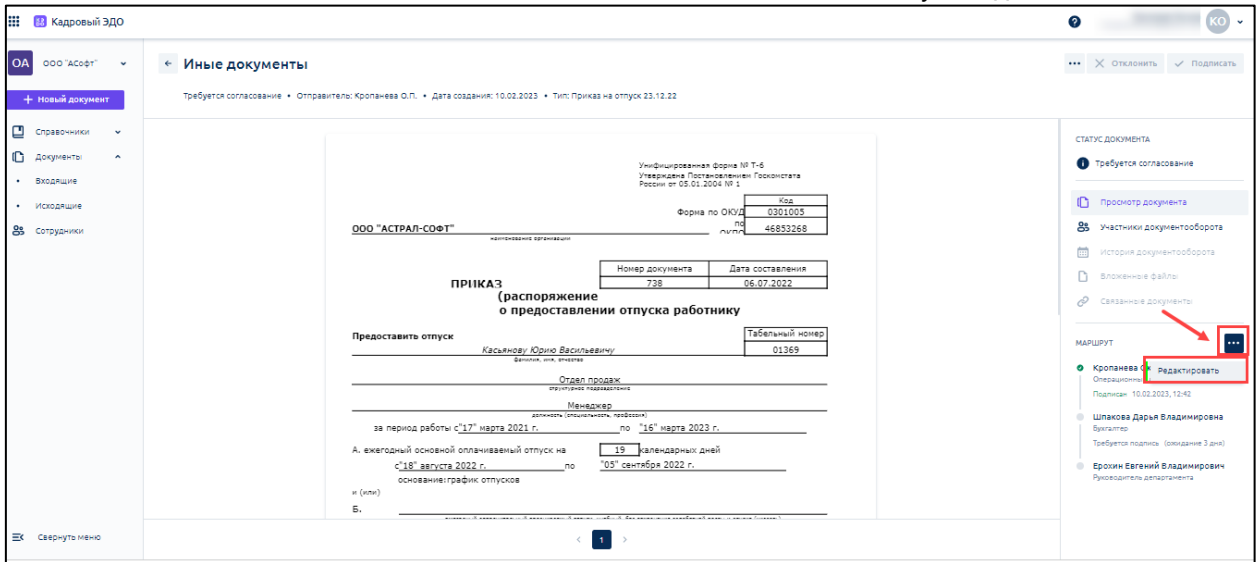 Кадровый ЭДО
КО
ОА ООО "АСофт"
+ Новый документ
Справочники
Документы
Входящие
Исходящие
Сотрудники
Свернуть меню
Иные документы
Отклонить Подписать
Требуется согласование • Отправитель: Кропанева О.П. • Дата создания: 10.02.2023 • Тип: Приказ на отпуск 23.12.22
Унифицированная форма № Т-6
Утверждена Постановлением Госкомстата
России от 05.01.2004 № 1
Код
Форма по ОКУД 0301005
по ОКПО 46853268
ООО "АСТРАЛ-СОФТ"
наименование организации
Номер документа Дата составления
738 06.07.2022
ПРИКАЗ
(распоряжение
о предоставлении отпуска работнику
Табельный номер
Предоставить отпуск
Касьянову Юрию Васильевичу 01369
фамилия, имя, отчество
Отдел продаж
структурное подразделение
Менеджер
должность (специальность, профессия)
за период работы с "17" марта 2021 г. по "16" марта 2023 г.
А. ежегодный основной оплачиваемый отпуск на 19 календарных дней
с "18" августа 2022 г. по "05" сентября 2022 г.
основание: график отпусков
и (или)
Б.
1
СТАТУС ДОКУМЕНТА
Требуется согласование
Просмотр документа
Участники документооборота
История документооборота
Вложенные файлы
Связанные документы
МАРШРУТ
Редактировать
Кропанева
Подписан 10.02.2023, 12:42
Шпакова Дарья Владимировна
Бухгалтер
Требуется подпись (ожидание 3 дня)
Ерохин Евгений Владимирович
Руководитель департамента